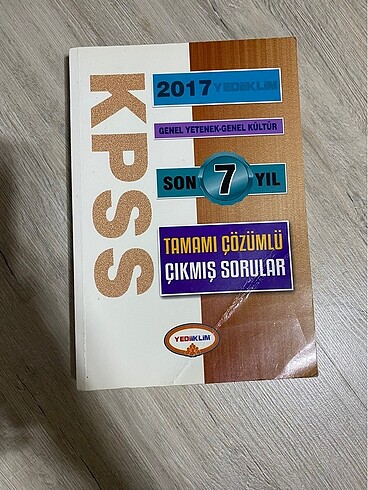 KPSS
2017 YEDİİKLİM
GENEL YETENEK-GENEL KÜLTÜR
SON 7 YIL
TAMAMI ÇÖZÜMLÜ
ÇIKMIŞ SORULAR
YEDİİKLİM